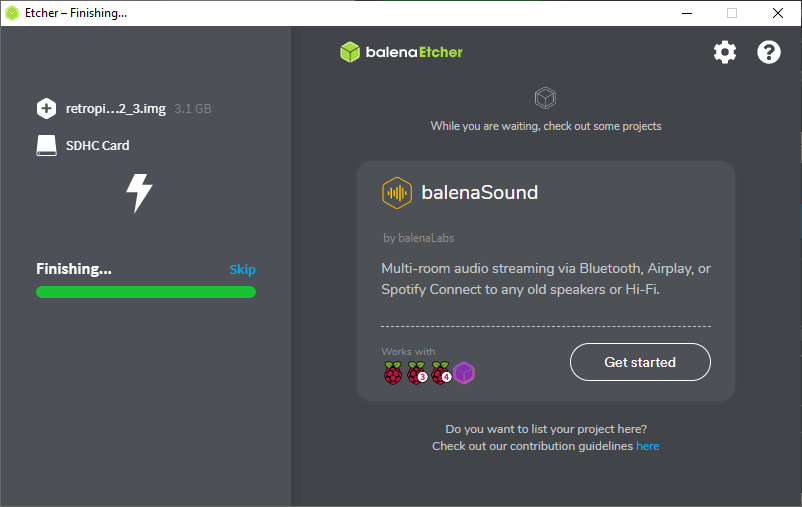 Etcher – Finishing...
balenaEtcher
retropi...2_3.img 3.1 GB
SDHC Card
Finishing... Skip
While you are waiting, check out some projects
balenaSound
by balenaLabs
Multi-room audio streaming via Bluetooth, Airplay, or
Spotify Connect to any old speakers or Hi-Fi.
Works with
3 4
Get started
Do you want to list your project here?
Check out our contribution guidelines here